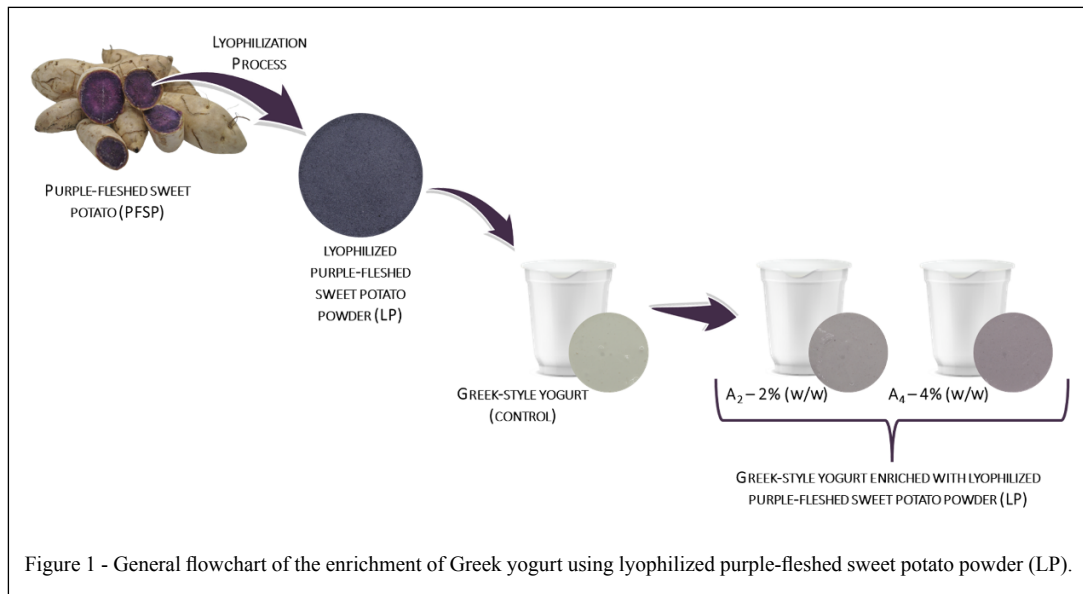 LYOPHILIZATION
PROCESS
PURPLE-FLESHED SWEET
POTATO (PFSP)
LYOPHILIZED
PURPLE-FLESHED
SWEET POTATO
POWDER (LP)
GREEK-STYLE YOGURT
(CONTROL)
A₂ – 2% (w/w)
A₄ – 4% (w/w)
GREEK-STYLE YOGURT ENRICHED WITH LYOPHILIZED
PURPLE-FLESHED SWEET POTATO POWDER (LP)
Figure 1 - General flowchart of the enrichment of Greek yogurt using lyophilized purple-fleshed sweet potato powder (LP).